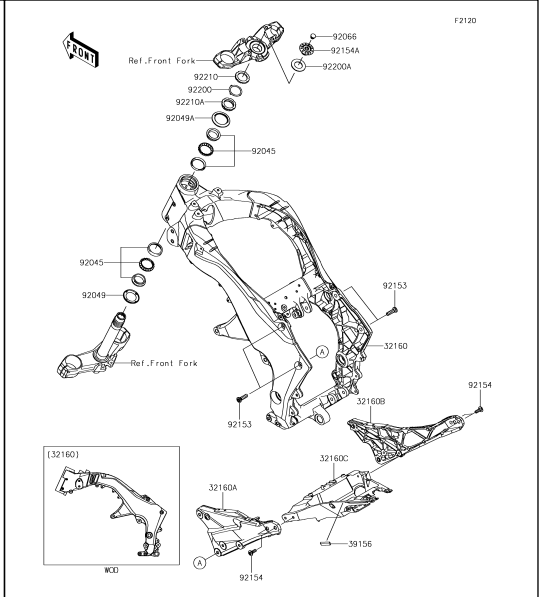 F2120
FRONT
92066
92154A
Ref.Front Fork
92200A
92210
92200
92210A
92049A
92045
92045
92049
92153
32160
Ref.Front Fork
A
92153
92154
32160B
(32160)
32160C
32160A
39156
A
92154
WOD